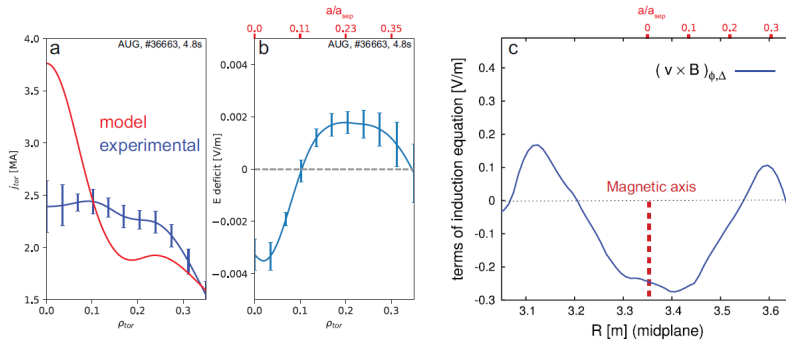 a
AUG, #36663, 4.8s
model
experimental
j_tor [MA]
4.0
3.5
3.0
2.5
2.0
1.5
0.0 0.1 0.2 0.3
ρ_tor
a/a_sep
0.0 0.11 0.23 0.35
b
AUG, #36663, 4.8s
E deficit [V/m]
0.004
0.002
0
−0.002
−0.004
0.0 0.1 0.2 0.3
ρ_tor
a/a_sep
0 0.1 0.2 0.3
c
( v × B )_ϕ,Δ
Magnetic axis
terms of induction equation [V/m]
0.4
0.3
0.2
0.1
0
-0.1
-0.2
-0.3
3.1 3.2 3.3 3.4 3.5 3.6
R [m] (midplane)